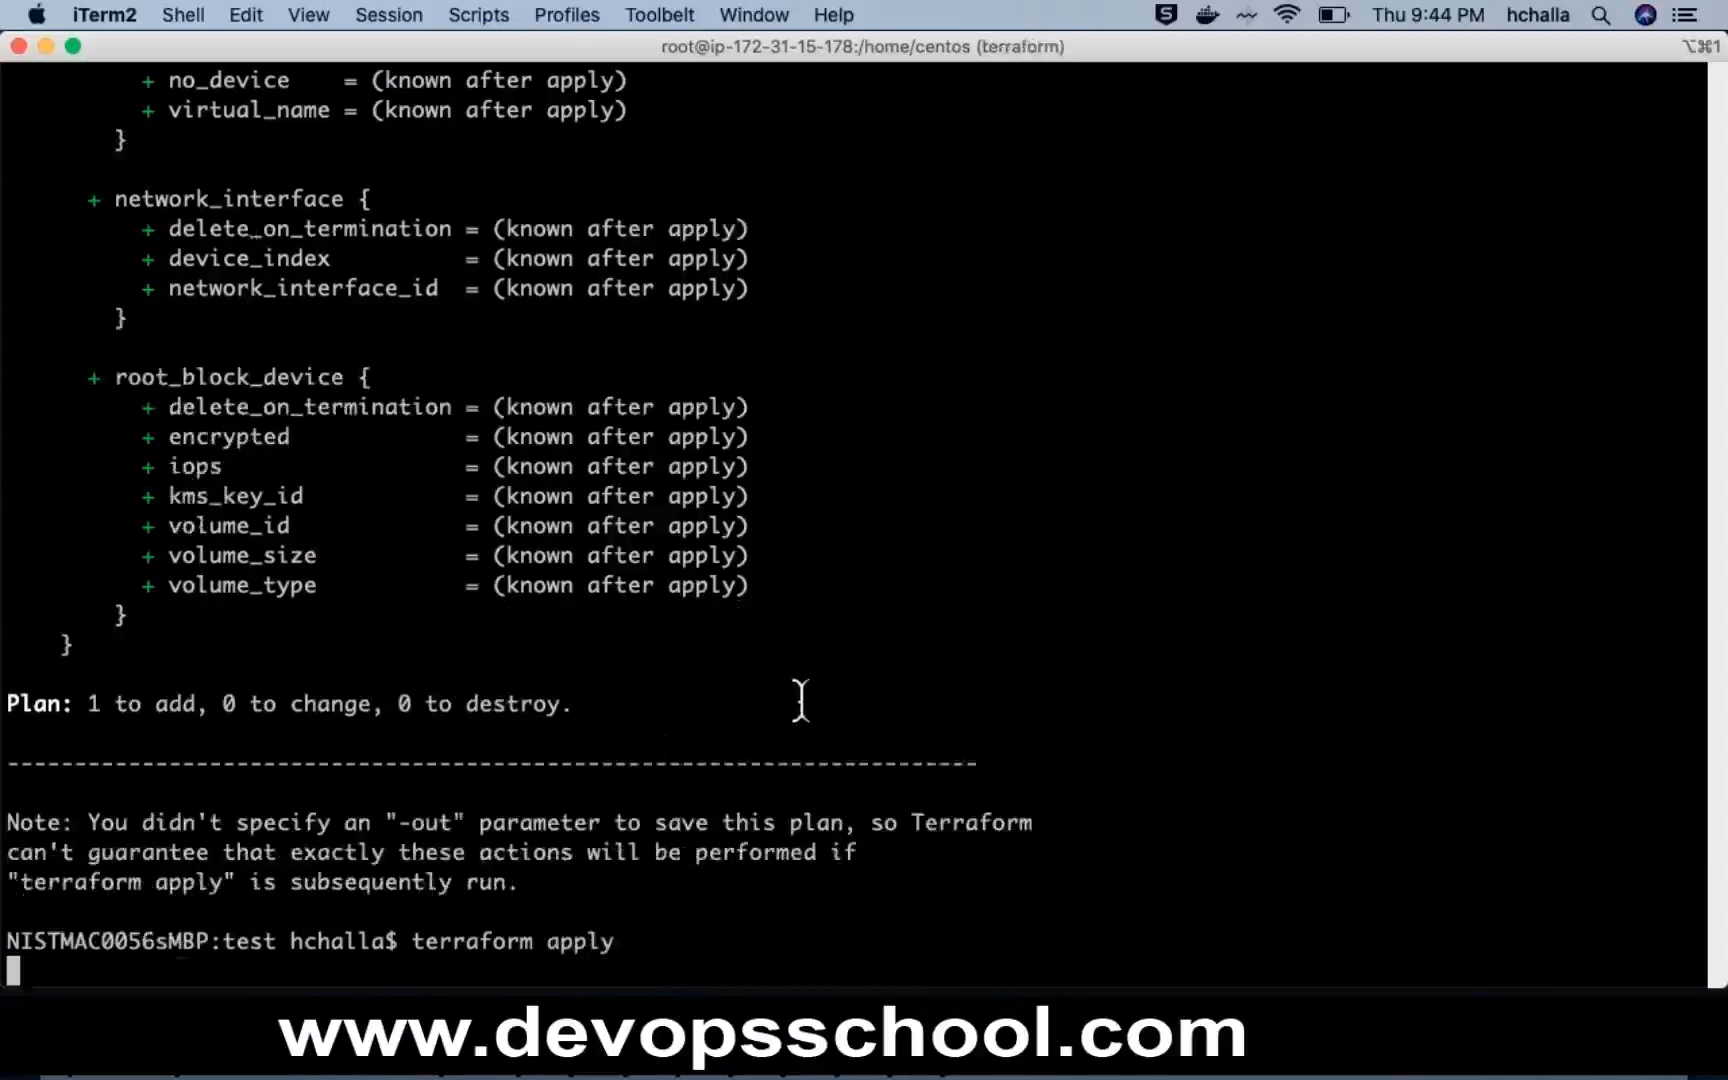 iTerm2 Shell Edit View Session Scripts Profiles Toolbelt Window Help Thu 9:44 PM hchalla
root@ip-172-31-15-178:/home/centos (terraform) ⌥⌘1
+ no_device = (known after apply)
+ virtual_name = (known after apply)
}
+ network_interface {
+ delete_on_termination = (known after apply)
+ device_index = (known after apply)
+ network_interface_id = (known after apply)
}
+ root_block_device {
+ delete_on_termination = (known after apply)
+ encrypted = (known after apply)
+ iops = (known after apply)
+ kms_key_id = (known after apply)
+ volume_id = (known after apply)
+ volume_size = (known after apply)
+ volume_type = (known after apply)
}
}
Plan: 1 to add, 0 to change, 0 to destroy.
------------------------------------------------------------------------
Note: You didn't specify an "-out" parameter to save this plan, so Terraform
can't guarantee that exactly these actions will be performed if
"terraform apply" is subsequently run.
NISTMAC0056sMBP:test hchalla$ terraform apply
www.devopsschool.com